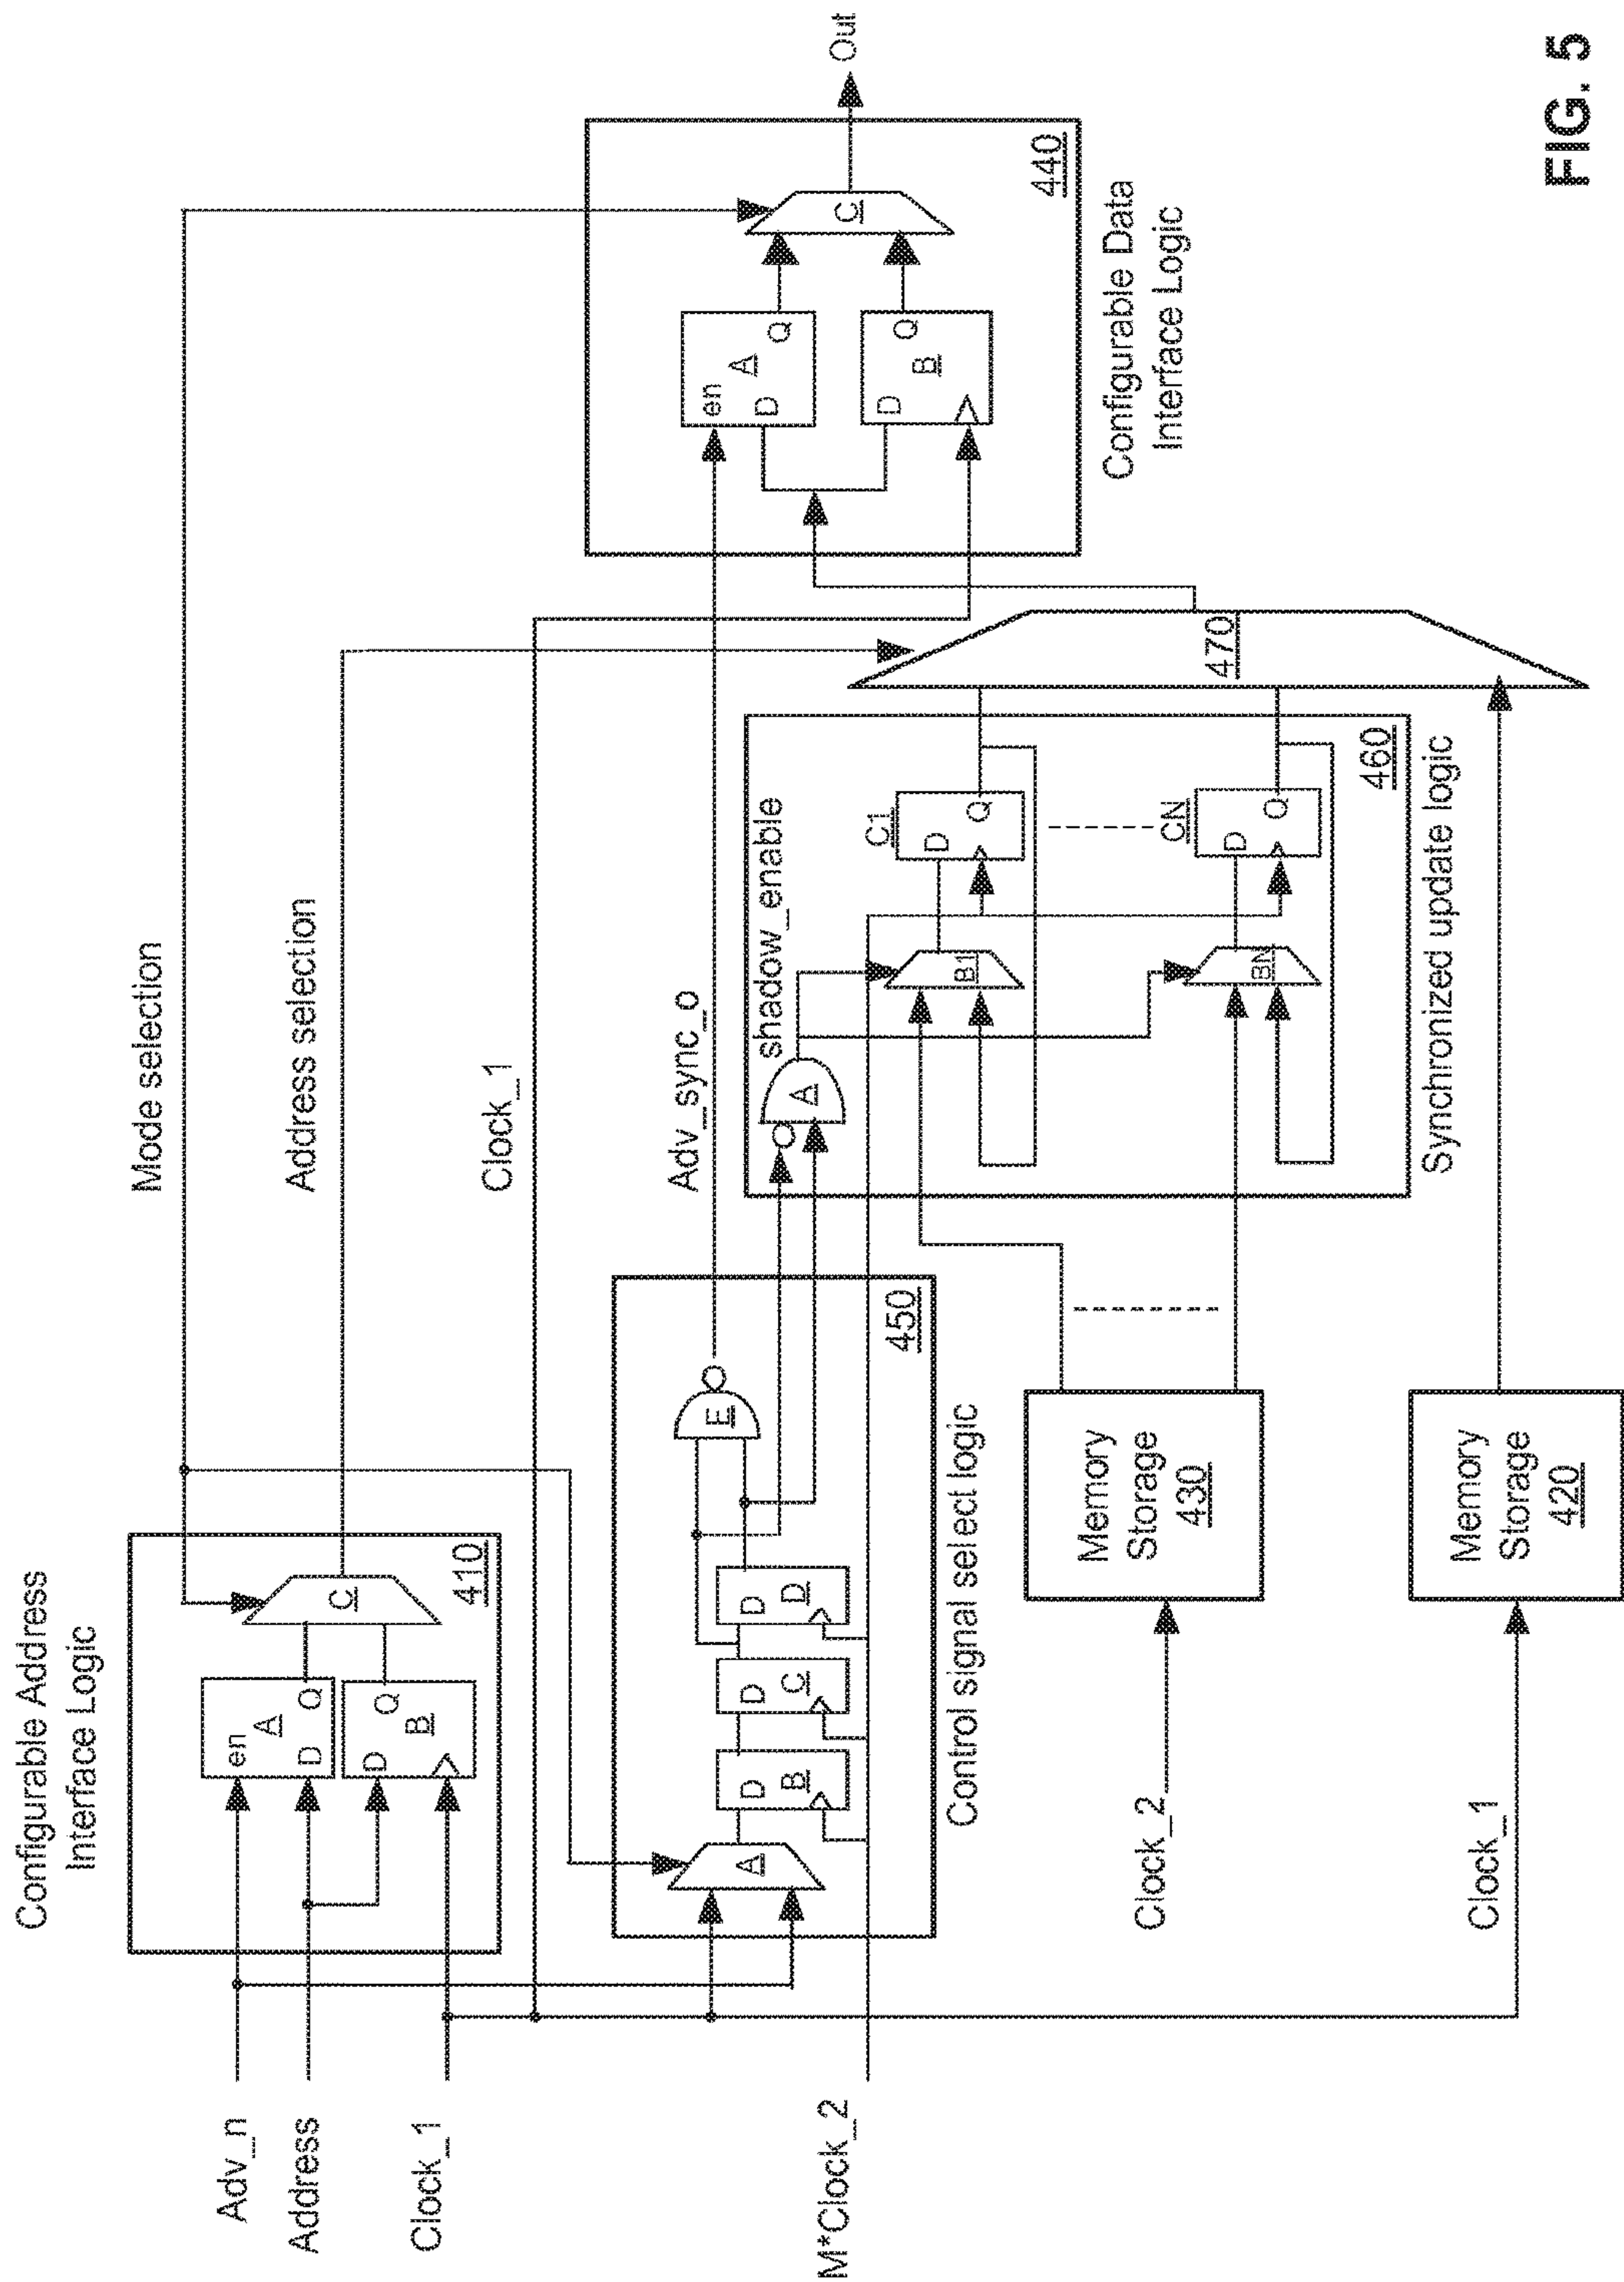 Configurable Address
Interface Logic
Mode selection
Address selection
Clock_1
Adv_sync_o
Adv_n
Address
Clock_1
M*Clock_2
en
A
D
Q
D
Q
B
C
410
A
D
B
D
C
D
D
E
450
Control signal select logic
shadow_enable
A
B1
BN
C1
D
Q
CN
D
Q
460
Synchronized update logic
470
en
A
D
Q
D
Q
B
C
440
Configurable Data
Interface Logic
Out
Clock_2
Memory
Storage
430
Clock_1
Memory
Storage
420
FIG. 5